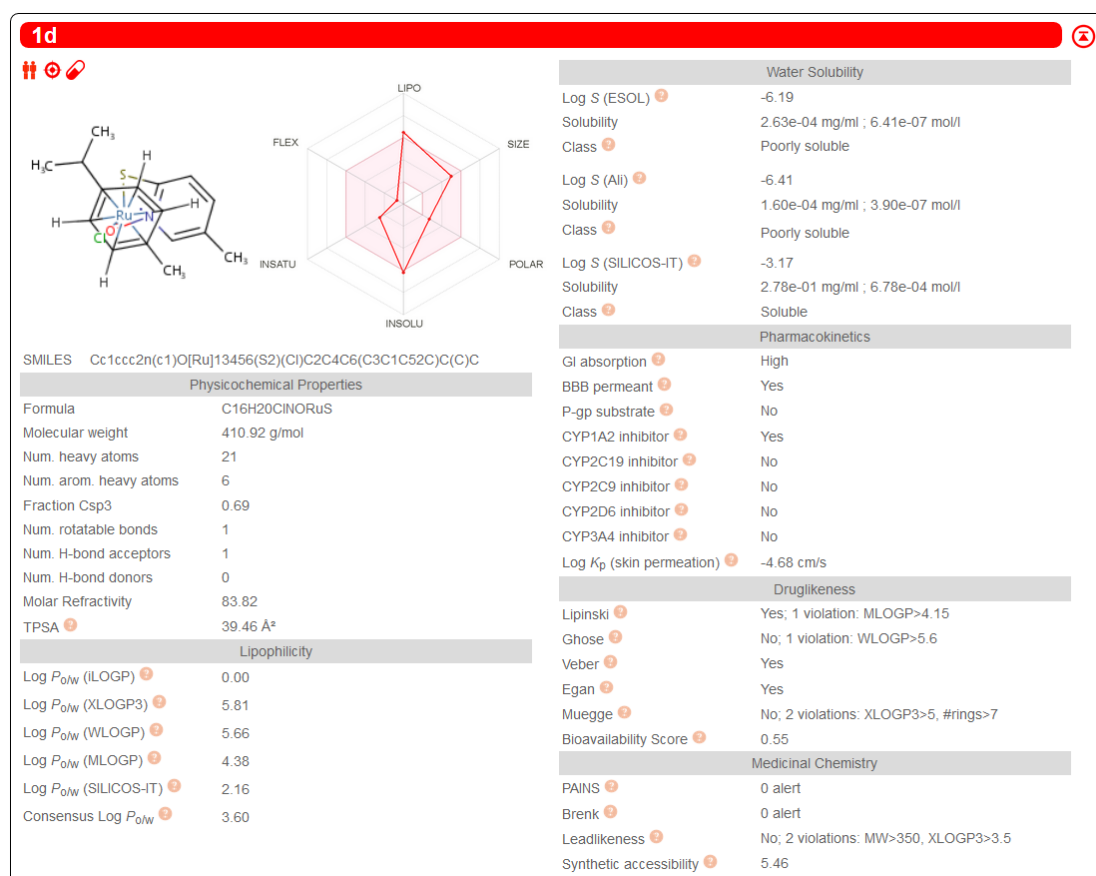 1d
LIPO
SIZE
POLAR
INSOLU
INSATU
FLEX
CH3
H3C
H
S
H
Ru
N
H
O
Cl
CH3
CH3
H
SMILES Cc1ccc2n(c1)O[Ru]13456(S2)(Cl)C2C4C6(C3C1C52C)C(C)C
Physicochemical Properties
Formula C16H20ClNORuS
Molecular weight 410.92 g/mol
Num. heavy atoms 21
Num. arom. heavy atoms 6
Fraction Csp3 0.69
Num. rotatable bonds 1
Num. H-bond acceptors 1
Num. H-bond donors 0
Molar Refractivity 83.82
TPSA ? 39.46 Å²
Lipophilicity
Log Po/w (iLOGP) ? 0.00
Log Po/w (XLOGP3) ? 5.81
Log Po/w (WLOGP) ? 5.66
Log Po/w (MLOGP) ? 4.38
Log Po/w (SILICOS-IT) ? 2.16
Consensus Log Po/w ? 3.60
Water Solubility
Log S (ESOL) ? -6.19
Solubility 2.63e-04 mg/ml ; 6.41e-07 mol/l
Class ? Poorly soluble
Log S (Ali) ? -6.41
Solubility 1.60e-04 mg/ml ; 3.90e-07 mol/l
Class ? Poorly soluble
Log S (SILICOS-IT) ? -3.17
Solubility 2.78e-01 mg/ml ; 6.78e-04 mol/l
Class ? Soluble
Pharmacokinetics
GI absorption ? High
BBB permeant ? Yes
P-gp substrate ? No
CYP1A2 inhibitor ? Yes
CYP2C19 inhibitor ? No
CYP2C9 inhibitor ? No
CYP2D6 inhibitor ? No
CYP3A4 inhibitor ? No
Log Kp (skin permeation) ? -4.68 cm/s
Druglikeness
Lipinski ? Yes; 1 violation: MLOGP>4.15
Ghose ? No; 1 violation: WLOGP>5.6
Veber ? Yes
Egan ? Yes
Muegge ? No; 2 violations: XLOGP3>5, #rings>7
Bioavailability Score ? 0.55
Medicinal Chemistry
PAINS ? 0 alert
Brenk ? 0 alert
Leadlikeness ? No; 2 violations: MW>350, XLOGP3>3.5
Synthetic accessibility ? 5.46